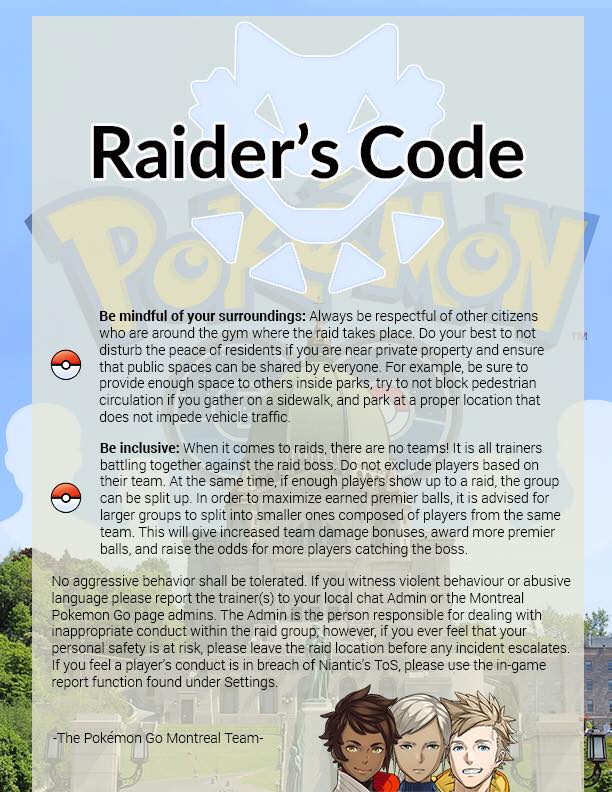 Raider's Code
POKÉMON
TM
Be mindful of your surroundings: Always be respectful of other citizens
who are around the gym where the raid takes place. Do your best to not
disturb the peace of residents if you are near private property and ensure
that public spaces can be shared by everyone. For example, be sure to
provide enough space to others inside parks, try to not block pedestrian
circulation if you gather on a sidewalk, and park at a proper location that
does not impede vehicle traffic.
Be inclusive: When it comes to raids, there are no teams! It is all trainers
battling together against the raid boss. Do not exclude players based on
their team. At the same time, if enough players show up to a raid, the group
can be split up. In order to maximize earned premier balls, it is advised for
larger groups to split into smaller ones composed of players from the same
team. This will give increased team damage bonuses, award more premier
balls, and raise the odds for more players catching the boss.
No aggressive behavior shall be tolerated. If you witness violent behaviour or abusive
language please report the trainer(s) to your local chat Admin or the Montreal
Pokemon Go page admins. The Admin is the person responsible for dealing with
inappropriate conduct within the raid group; however, if you ever feel that your
personal safety is at risk, please leave the raid location before any incident escalates.
If you feel a player's conduct is in breach of Niantic's ToS, please use the in-game
report function found under Settings.
-The Pokémon Go Montreal Team-